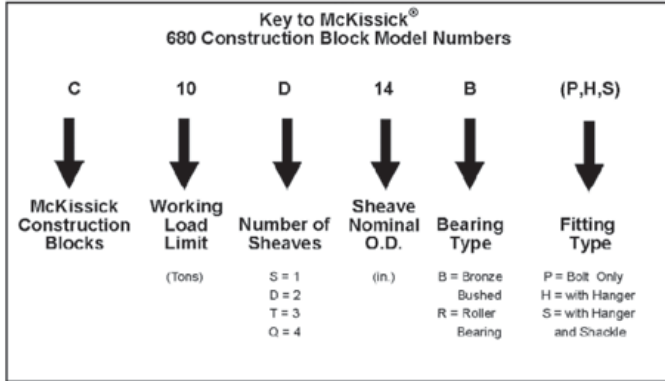 Key to McKissick®
680 Construction Block Model Numbers
C 10 D 14 B (P,H,S)
McKissick
Construction
Blocks
Working
Load
Limit
(Tons)
Number of
Sheaves
S = 1
D = 2
T = 3
Q = 4
Sheave
Nominal
O.D.
(in.)
Bearing
Type
B = Bronze
Bushed
R = Roller
Bearing
Fitting
Type
P = Bolt Only
H = with Hanger
S = with Hanger
and Shackle